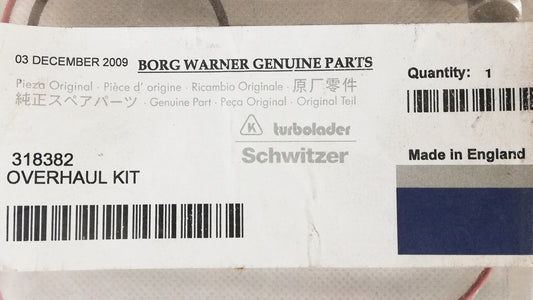 03 DECEMBER 2009 BORG WARNER GENUINE PARTS
Pieza Original · Pièce d' origine · Ricambio Originale · 原厂零件
純正スペアパーツ · Genuine Part · Peça Original · Original Teil
Quantity: 1
K turbolader
Schwitzer
Made in England
318382
OVERHAUL KIT